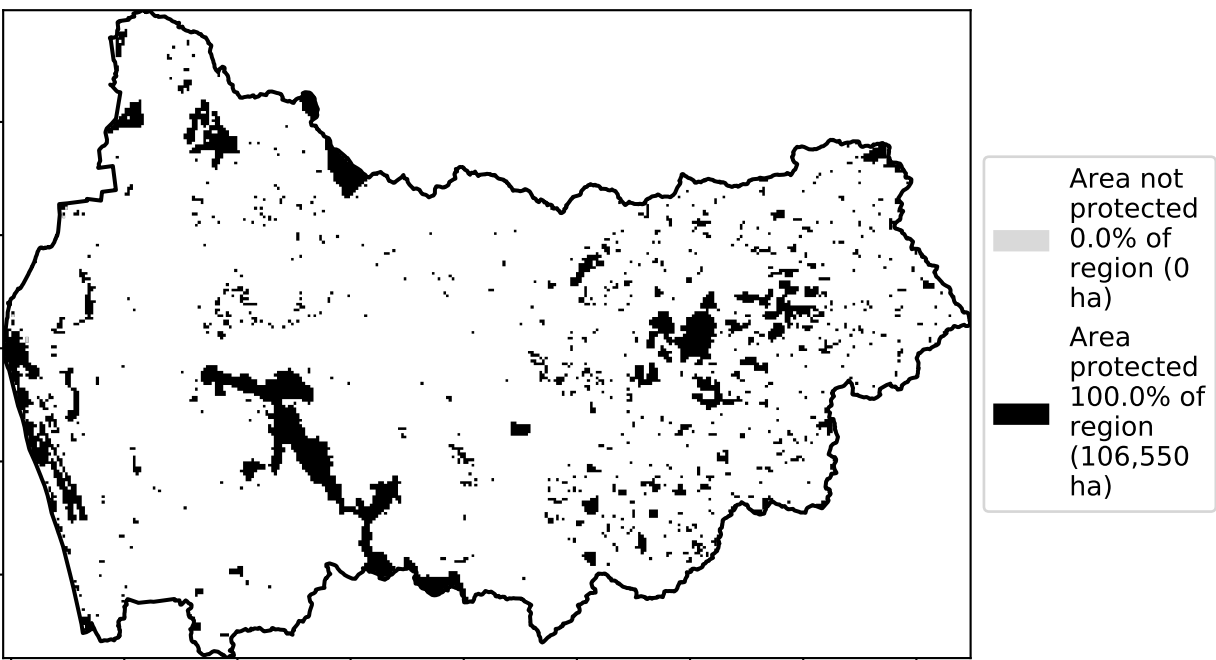 Area not
protected
0.0% of
region (0
ha)
Area
protected
100.0% of
region
(106,550
ha)